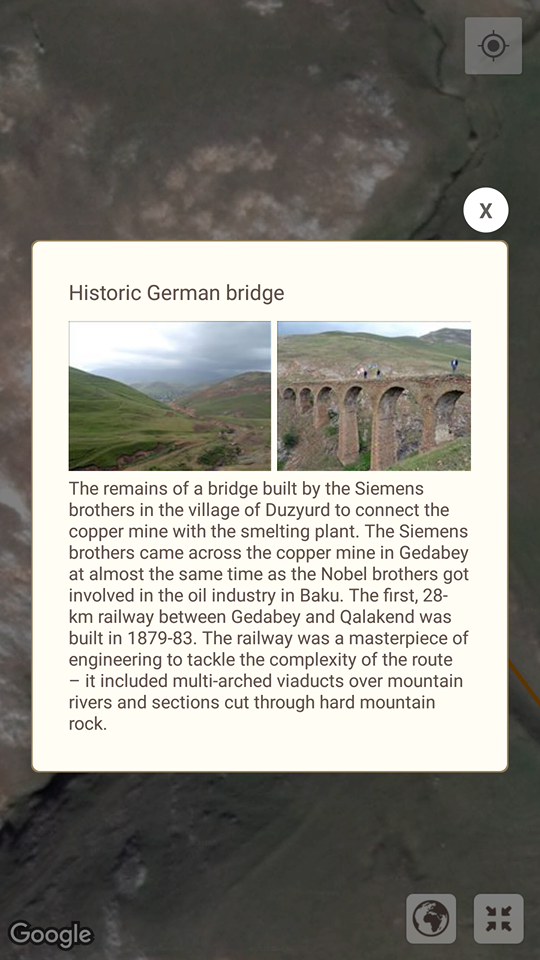 X
Historic German bridge
The remains of a bridge built by the Siemens
brothers in the village of Duzyurd to connect the
copper mine with the smelting plant. The Siemens
brothers came across the copper mine in Gedabey
at almost the same time as the Nobel brothers got
involved in the oil industry in Baku. The first, 28-
km railway between Gedabey and Qalakend was
built in 1879-83. The railway was a masterpiece of
engineering to tackle the complexity of the route
– it included multi-arched viaducts over mountain
rivers and sections cut through hard mountain
rock.
Google